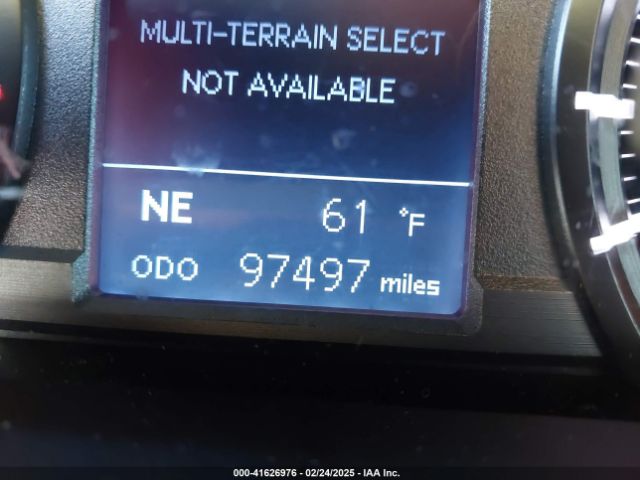 MULTI-TERRAIN SELECT
NOT AVAILABLE
NE 61 °F
ODO 97497 miles
000-41626976 - 02/24/2025 - IAA Inc.